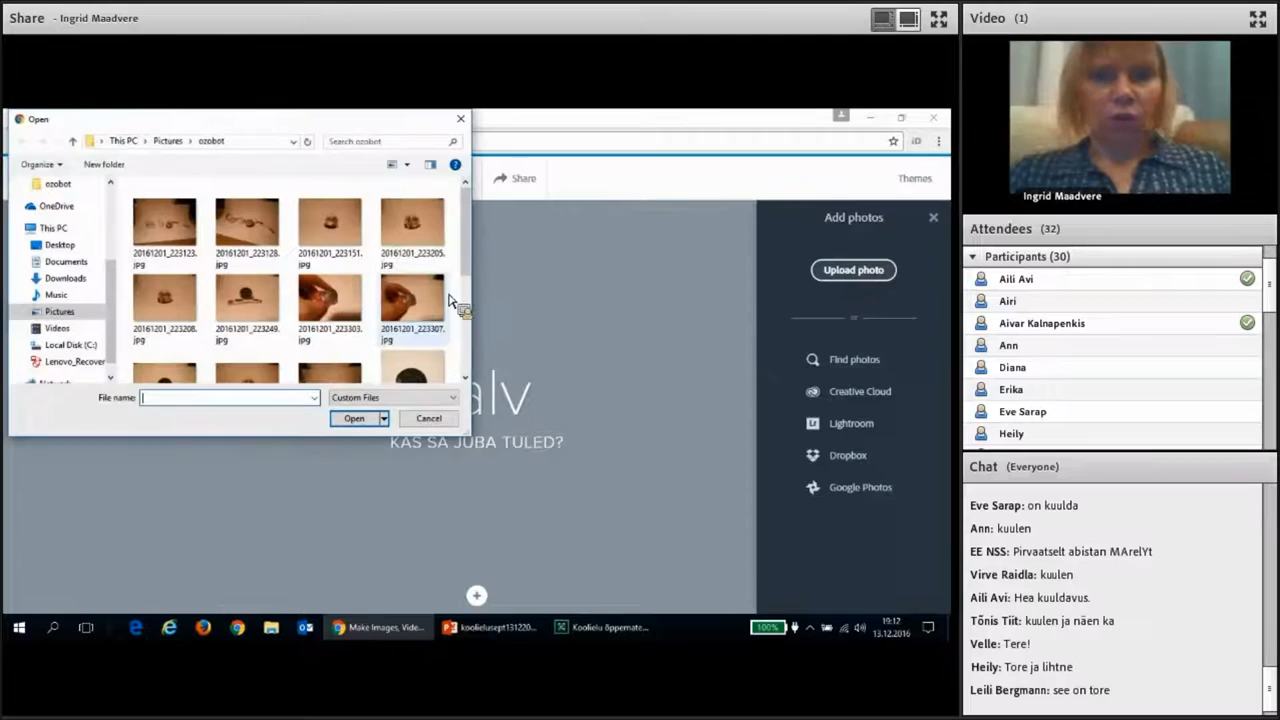 Share - Ingrid Maadvere
Open
This PC > Pictures > ozobot
Search ozobot
Organize
New folder
ozobot
OneDrive
This PC
Desktop
Documents
Downloads
Music
Pictures
Videos
Local Disk (C:)
Lenovo_Recover
20161201_223123.jpg
20161201_223128.jpg
20161201_223151.jpg
20161201_223205.jpg
20161201_223208.jpg
20161201_223249.jpg
20161201_223303.jpg
20161201_223307.jpg
File name:
Custom Files
Open
Cancel
Share
Themes
KAS SA JUBA TULED?
Add photos
Upload photo
or
Find photos
Creative Cloud
Lightroom
Dropbox
Google Photos
Make Images, Vide...
koolielusept131220...
Koolielu õppemate...
100%
19:12
13.12.2016
Video (1)
Ingrid Maadvere
Attendees (32)
Participants (30)
Aili Avi
Airi
Aivar Kalnapenkis
Ann
Diana
Erika
Eve Sarap
Heily
Chat (Everyone)
Eve Sarap: on kuulda
Ann: kuulen
EE NSS: Pirvaatselt abistan MArelYt
Virve Raidla: kuulen
Aili Avi: Hea kuuldavus.
Tõnis Tiit: kuulen ja näen ka
Velle: Tere!
Heily: Tore ja lihtne
Leili Bergmann: see on tore